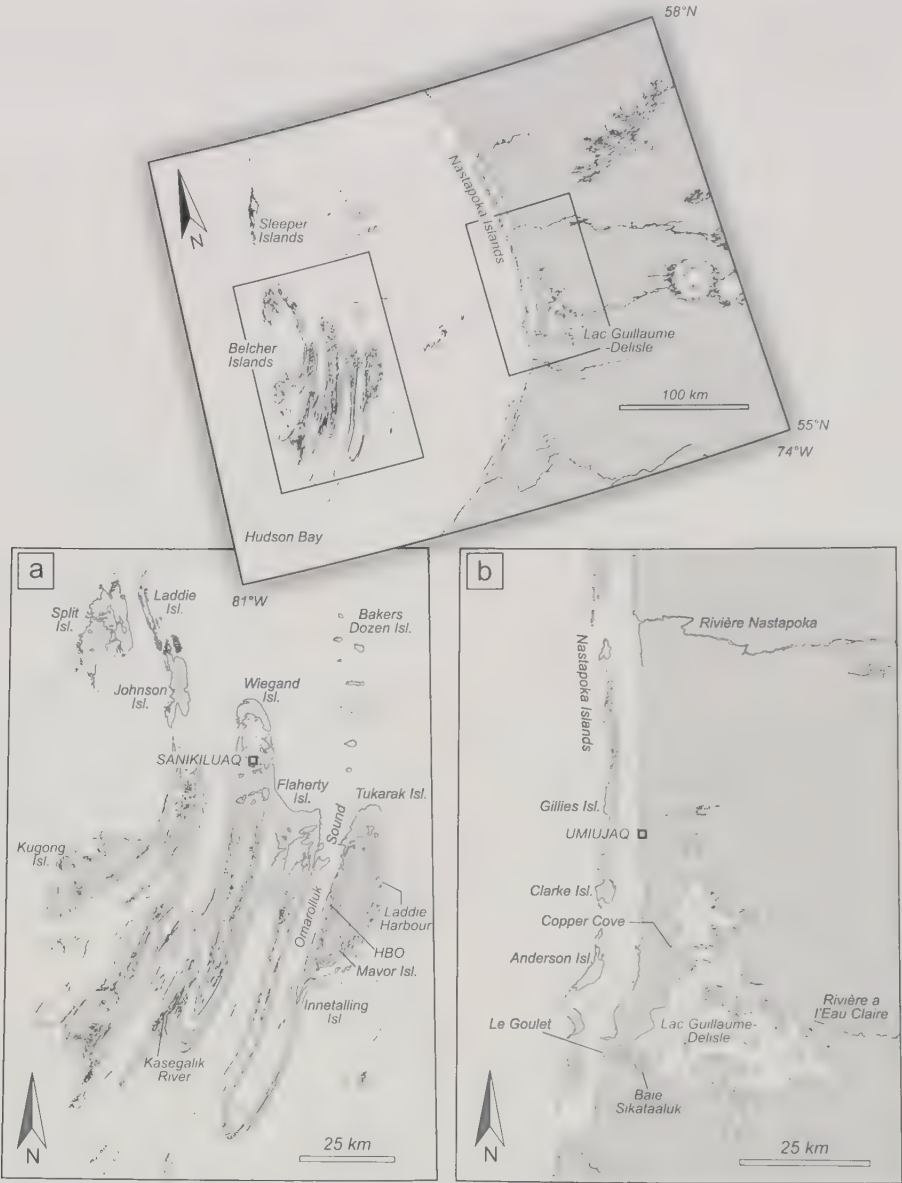 58°N
Nastapoka Islands
Sleeper
Islands
N
Belcher
Islands
Lac Guillaume
-Delisle
100 km
55°N
74°W
Hudson Bay
81°W
a
Split
Isl.
Laddie
Isl.
Bakers
Dozen Isl.
Johnson
Isl.
Wiegand
Isl.
SANIKILUAQ
Flaherty
Isl.
Tukarak Isl.
Kugong
Isl.
Omarolluk Sound
Laddie
Harbour
HBO
Mavor Isl.
Innetalling
Isl
Kasegalik
River
N
25 km
b
Rivière Nastapoka
Nastapoka Islands
Gillies Isl.
UMIUJAQ
Clarke Isl.
Copper Cove
Anderson Isl.
Le Goulet
Lac Guillaume-
Delisle
Rivière a
l'Eau Claire
Baie
Sikataaluk
N
25 km